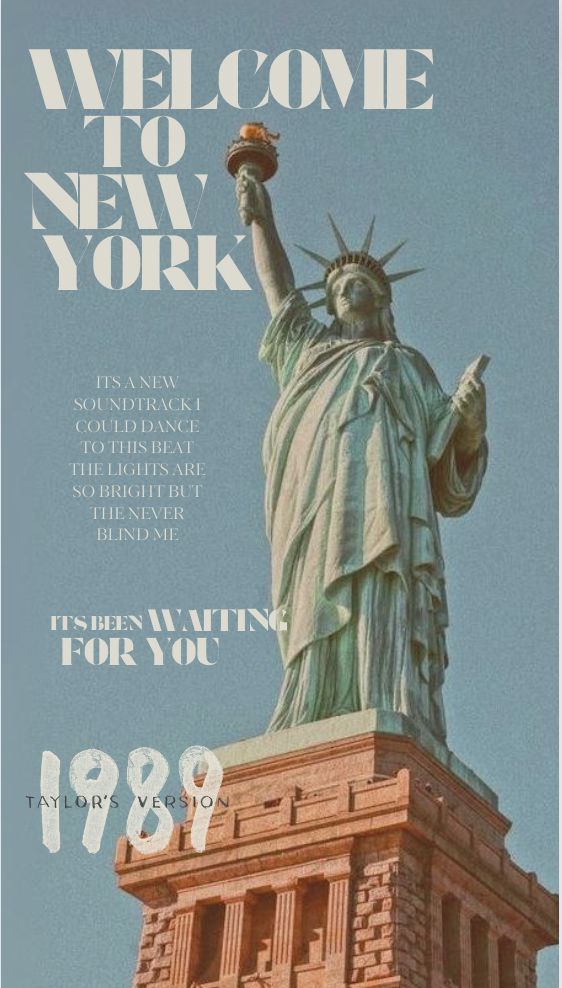 WELCOME
TO
NEW
YORK
ITS A NEW
SOUNDTRACK I
COULD DANCE
TO THIS BEAT
THE LIGHTS ARE
SO BRIGHT BUT
THE NEVER
BLIND ME
ITS BEEN WAITING
FOR YOU
1989
TAYLOR'S VERSION